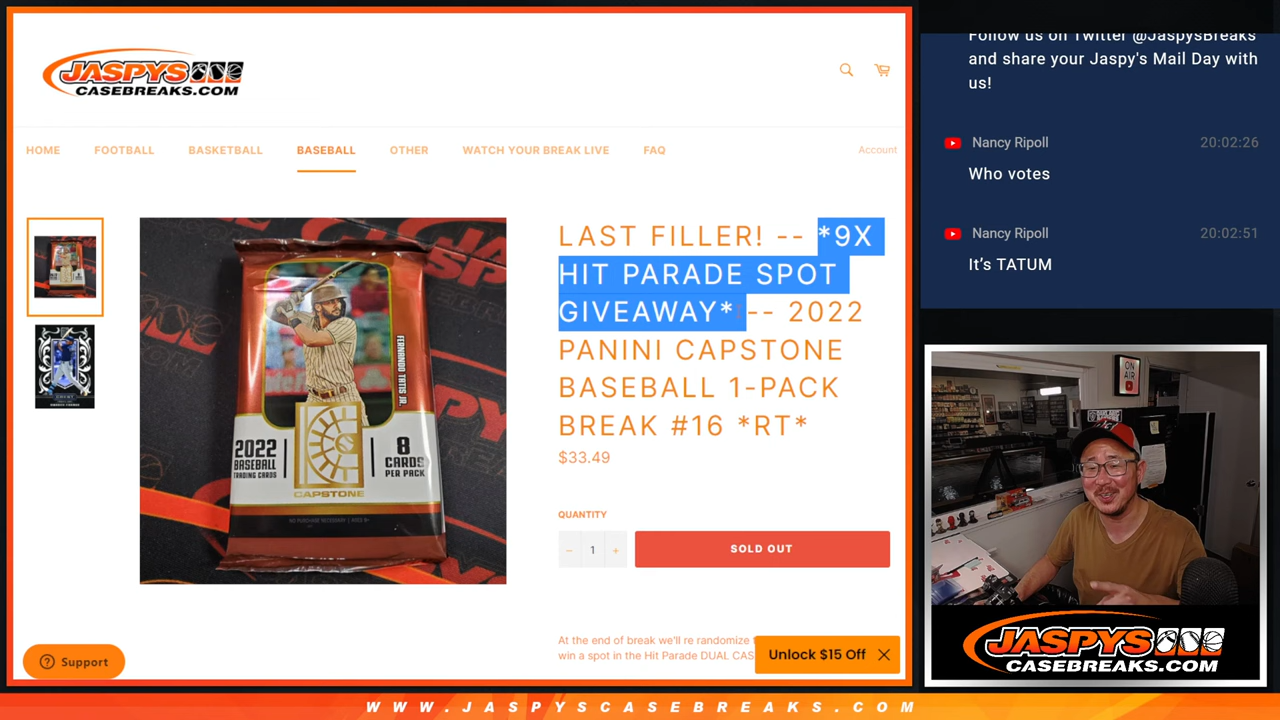 JASPYS
CASEBREAKS.COM
HOME FOOTBALL BASKETBALL BASEBALL OTHER WATCH YOUR BREAK LIVE FAQ Account
LAST FILLER! -- *9X
HIT PARADE SPOT
GIVEAWAY* -- 2022
PANINI CAPSTONE
BASEBALL 1-PACK
BREAK #16 *RT*
$33.49
QUANTITY
− 1 +
SOLD OUT
At the end of break we'll re randomize
win a spot in the Hit Parade DUAL CAS
Unlock $15 Off
Support
FERNANDO TATIS JR.
2022
BASEBALL
TRADING CARDS
8
CARDS
PER PACK
CAPSTONE
NO PURCHASE NECESSARY | AGES 9+
Follow us on Twitter @JaspysBreaks
and share your Jaspy's Mail Day with
us!
Nancy Ripoll 20:02:26
Who votes
Nancy Ripoll 20:02:51
It's TATUM
ON
AIR
JASPYS
CASEBREAKS.COM
WWW.JASPYSCASEBREAKS.COM